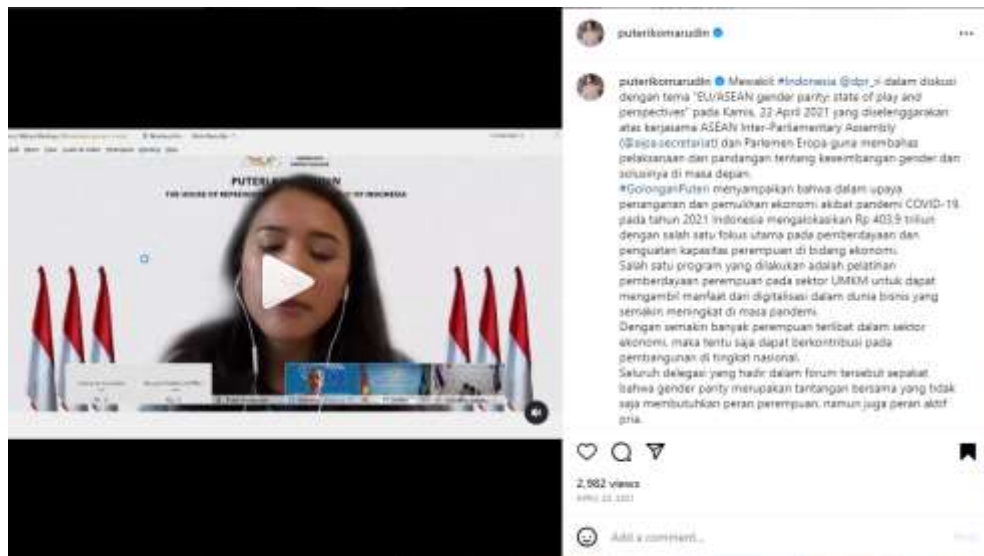 puterikomarudin
PUTERI
THE HOUSE OF OF INDONESIA
puterikomarudin Mewakili #Indonesia @dpr_ri dalam diskusi
dengan tema "EU/ASEAN gender parity: state of play and
perspectives" pada Kamis, 22 April 2021 yang diselenggarakan
atas kerjasama ASEAN Inter-Parliamentary Assembly
(@aipa.secretariat) dan Parlemen Eropa guna membahas
pelaksanaan dan pandangan tentang keseimbangan gender dan
solusinya di masa depan.
#GolonganPuteri menyampaikan bahwa dalam upaya
penanganan dan pemulihan ekonomi akibat pandemi COVID-19,
pada tahun 2021 Indonesia mengalokasikan Rp 403,9 triliun
dengan salah satu fokus utama pada pemberdayaan dan
penguatan kapasitas perempuan di bidang ekonomi.
Salah satu program yang dilakukan adalah pelatihan
pemberdayaan perempuan pada sektor UMKM untuk dapat
mengambil manfaat dari digitalisasi dalam dunia bisnis yang
semakin meningkat di masa pandemi.
Dengan semakin banyak perempuan terlibat dalam sektor
ekonomi, maka tentu saja dapat berkontribusi pada
pembangunan di tingkat nasional.
Seluruh delegasi yang hadir dalam forum tersebut sepakat
bahwa gender parity merupakan tantangan bersama yang tidak
saja membutuhkan peran perempuan, namun juga peran aktif
pria.
2,982 views
Add a comment...